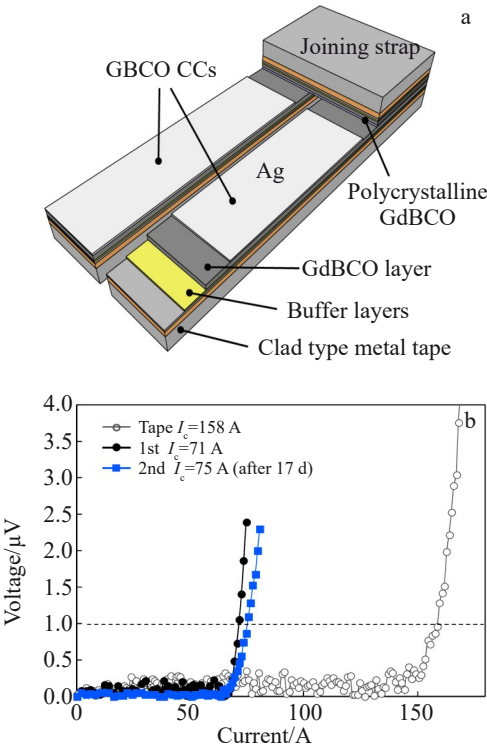 a
Joining strap
GBCO CCs
Ag
Polycrystalline
GdBCO
GdBCO layer
Buffer layers
Clad type metal tape
b
4.0
3.5
3.0
2.5
2.0
1.5
1.0
0.5
0.0
Voltage/μV
Tape Ic=158 A
1st Ic=71 A
2nd Ic=75 A (after 17 d)
0 50 100 150
Current/A